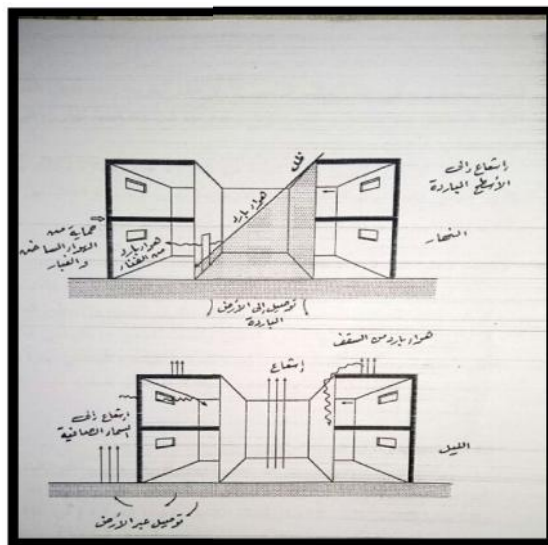 ظل
إشعاع إلى
الأسطح الباردة
هواء بارد
النهار
حماية من
الهواء الساخن
والغبار
هواء بارد
من الفناء
توصيل إلى الأرض
الباردة
هواء بارد من السقف
إشعاع
إشعاع إلى
السماء الصافية
الليل
توصيل عبر الأرض